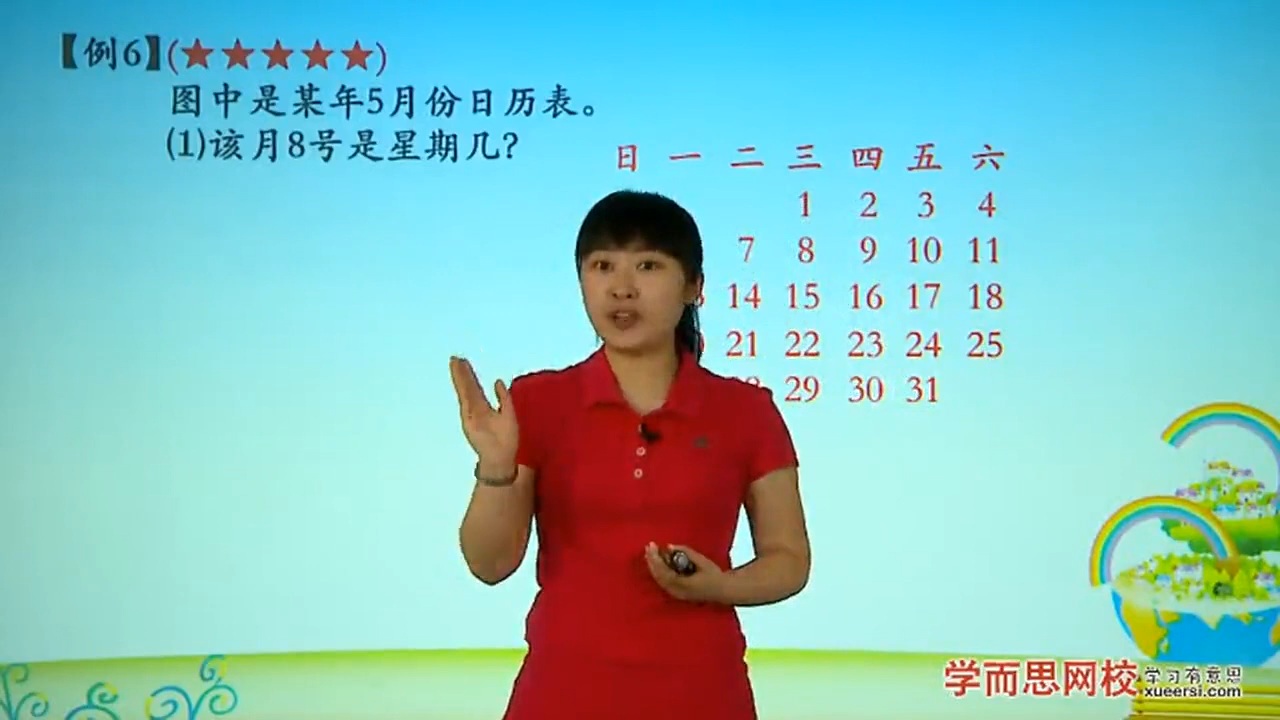 【例6】(★★★★★)
图中是某年5月份日历表。
(1)该月8号是星期几?
日 一 二 三 四 五 六
1 2 3 4
7 8 9 10 11
14 15 16 17 18
21 22 23 24 25
29 30 31
学而思网校
学习有意思
xueersi.com